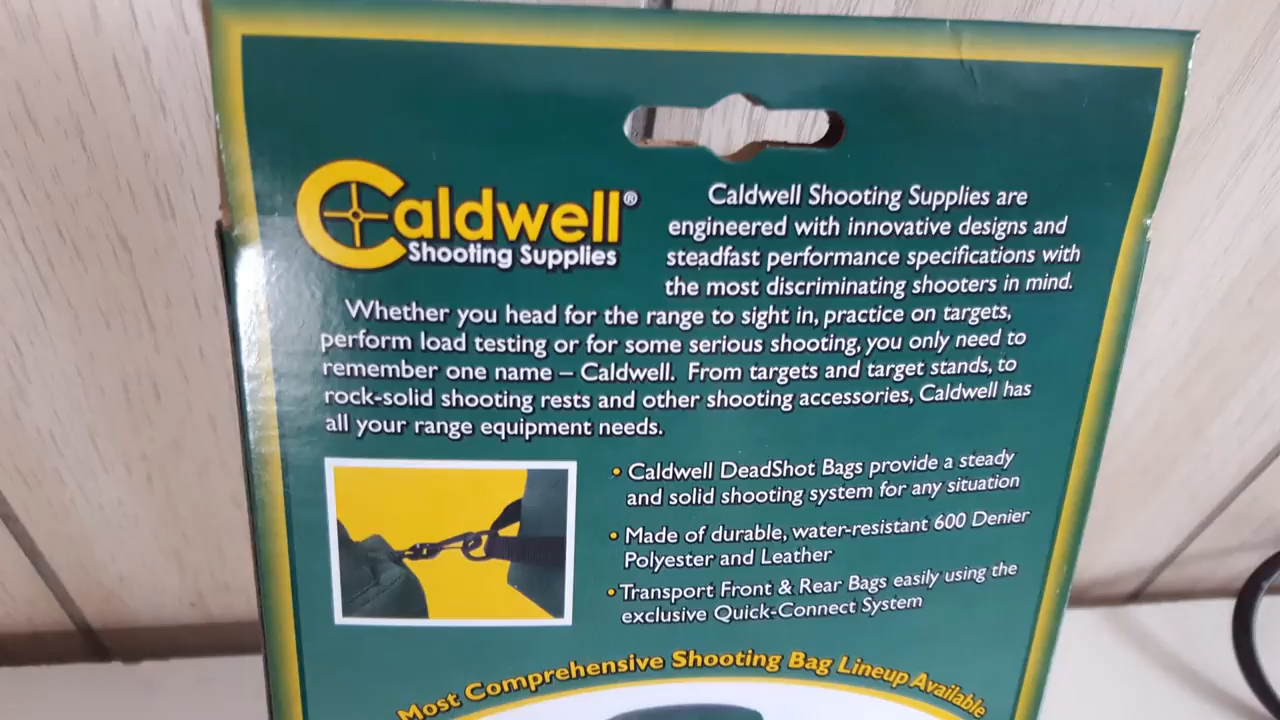 Caldwell®
Shooting Supplies
Caldwell Shooting Supplies are
engineered with innovative designs and
steadfast performance specifications with
the most discriminating shooters in mind.
Whether you head for the range to sight in, practice on targets,
perform load testing or for some serious shooting, you only need to
remember one name – Caldwell. From targets and target stands, to
rock-solid shooting rests and other shooting accessories, Caldwell has
all your range equipment needs.
• Caldwell DeadShot Bags provide a steady
and solid shooting system for any situation
• Made of durable, water-resistant 600 Denier
Polyester and Leather
• Transport Front & Rear Bags easily using the
exclusive Quick-Connect System
Most Comprehensive Shooting Bag Lineup Available